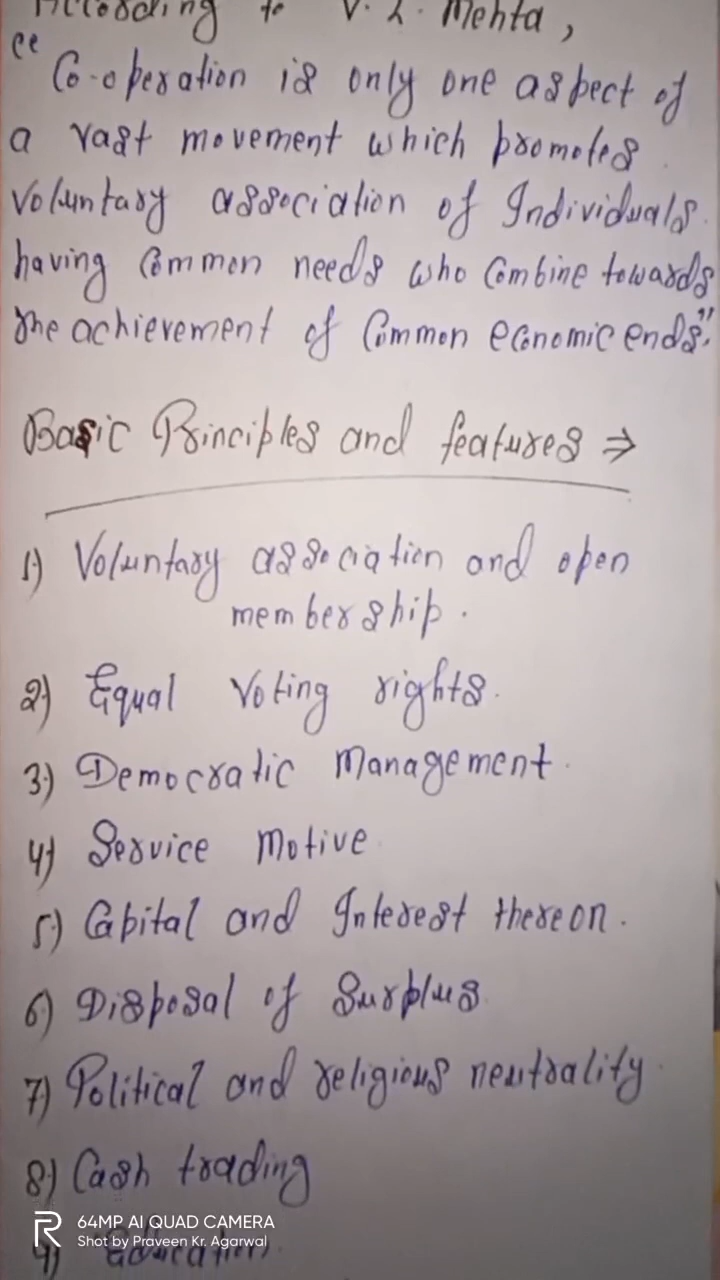 According to V. L. Mehta,
"Co-operation is only one aspect of
a vast movement which promotes
voluntary association of Individuals
having Common needs who Combine towards
the achievement of Common economic ends".
Basic Principles and features ⇒
1) Voluntary association and open
membership.
2) Equal Voting rights.
3) Democratic Management.
4) Service Motive
5) Capital and Interest thereon.
6) Disposal of Surplus
7) Political and religious neutrality.
8) Cash trading
9) Education.
64MP AI QUAD CAMERA
Shot by Praveen Kr. Agarwal